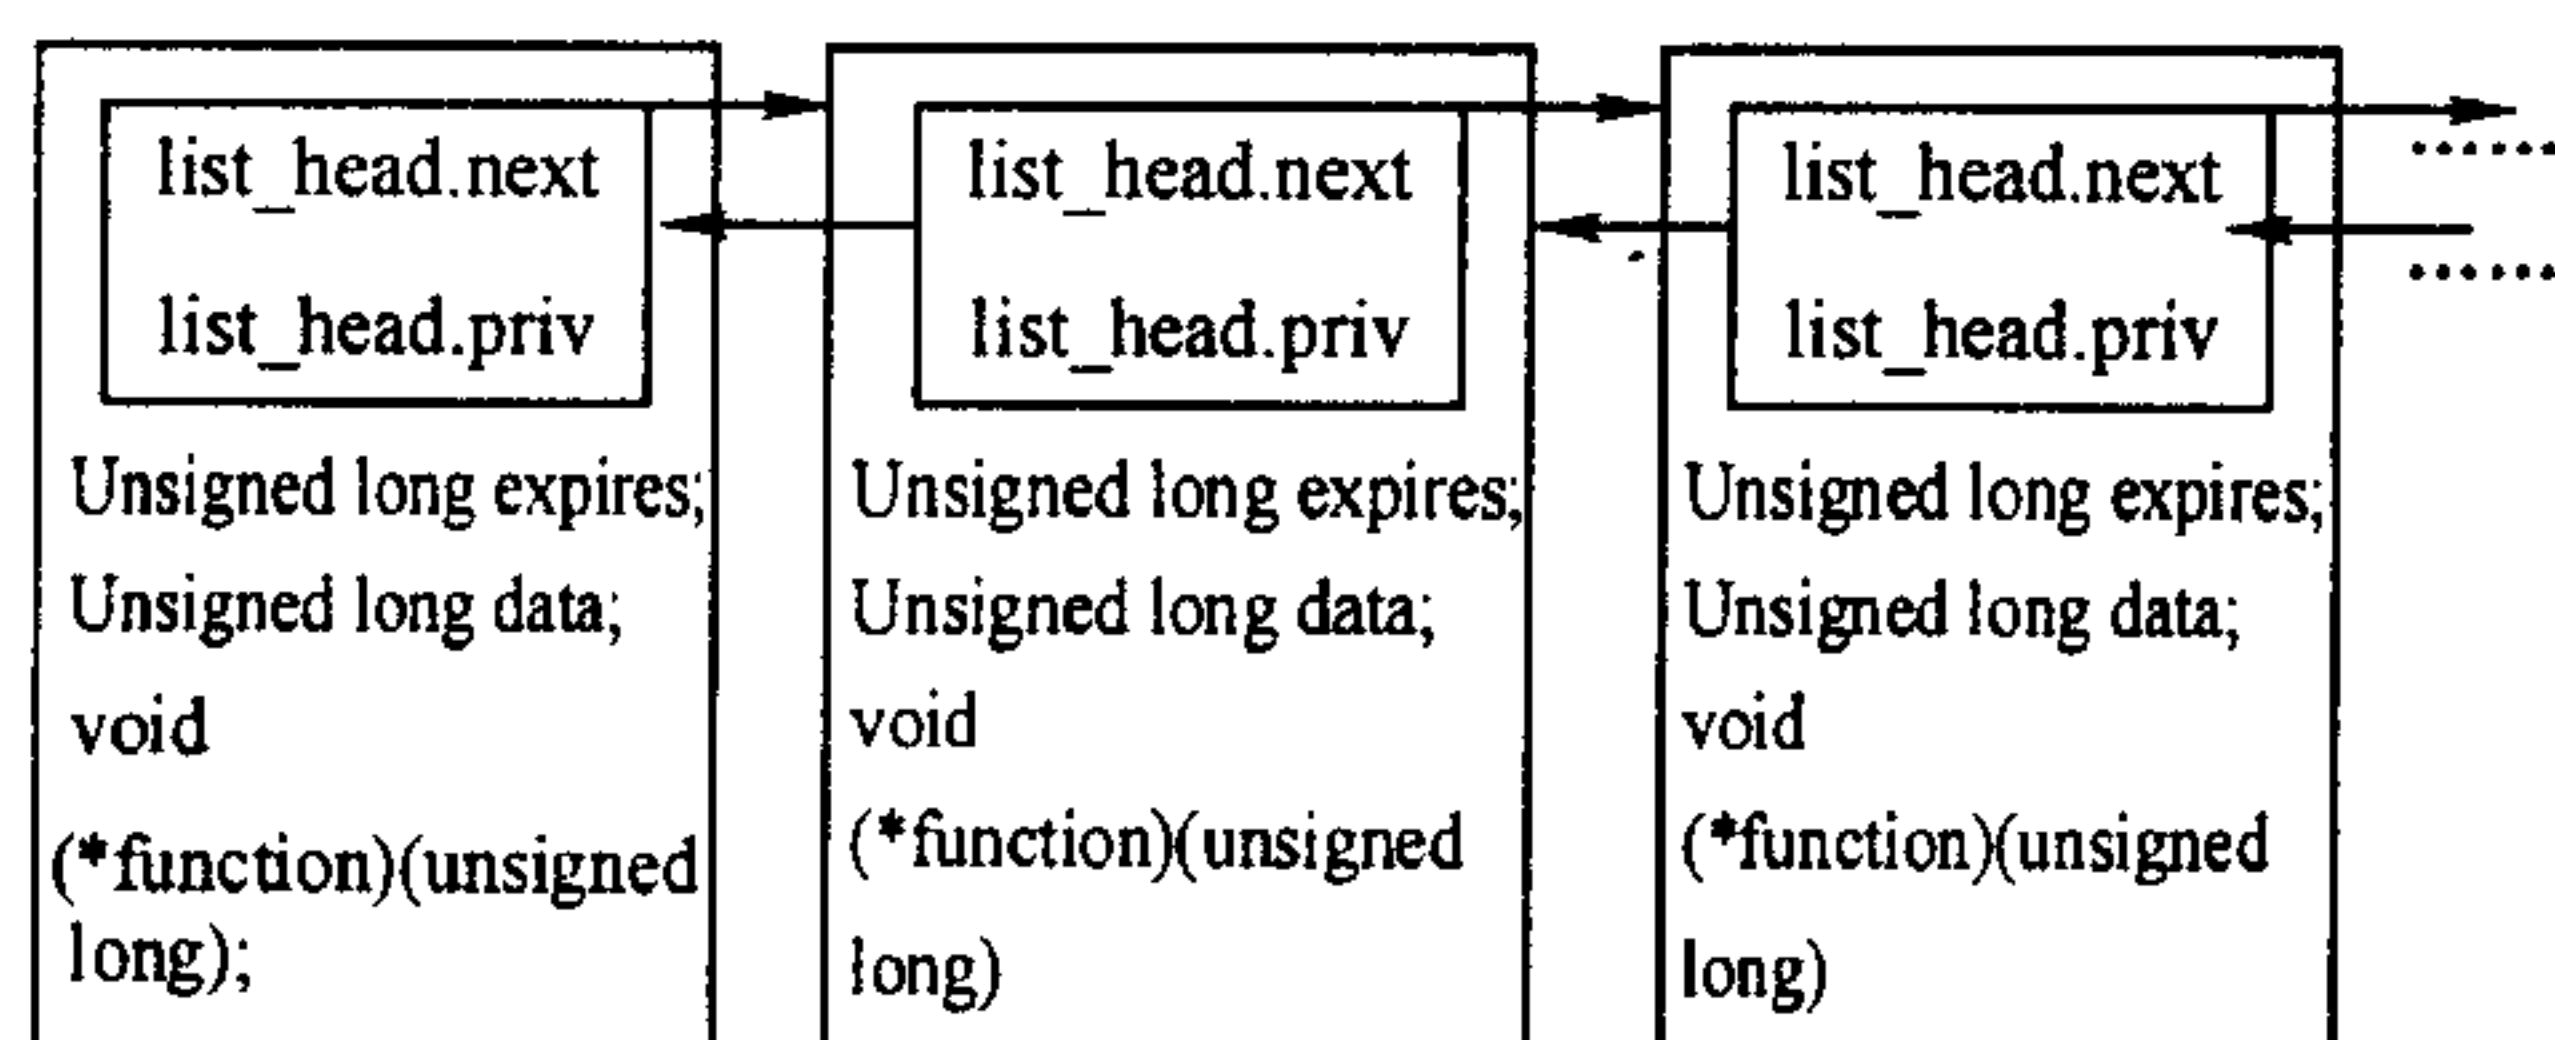 list_head.next
list_head.priv
Unsigned long expires;
Unsigned long data;
void
(*function)(unsigned
long);
list_head.next
list_head.priv
Unsigned long expires;
Unsigned long data;
void
(*function)(unsigned
long)
list_head.next
list_head.priv
Unsigned long expires;
Unsigned long data;
void
(*function)(unsigned
long)
......
......